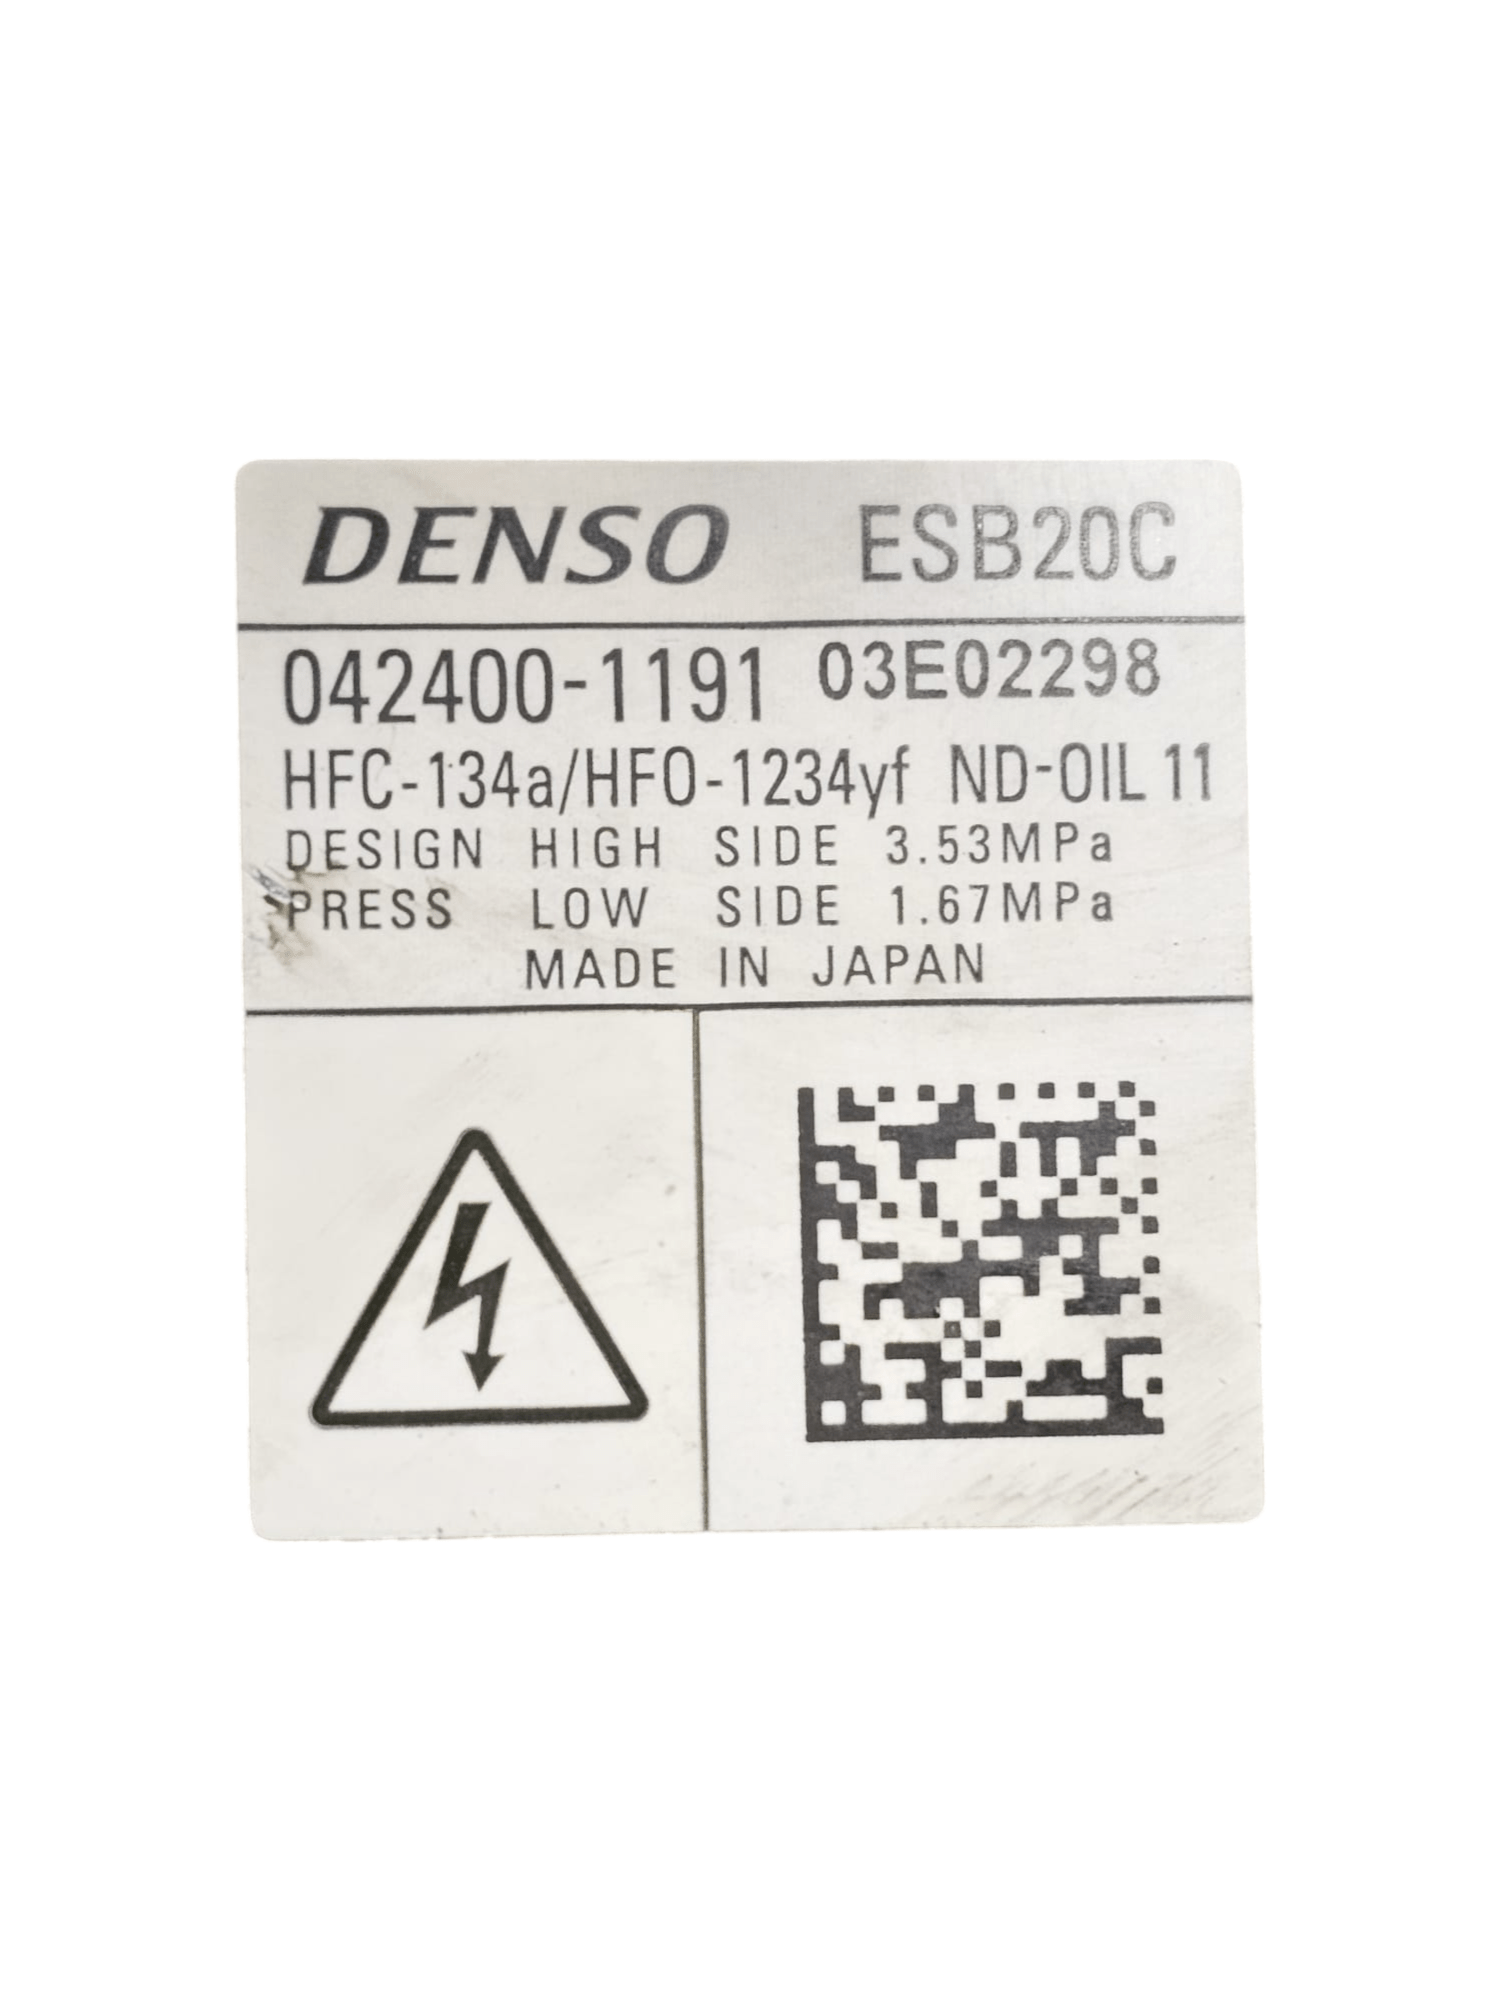 DENSO ESB20C
042400-1191 03E02298
HFC-134a/HFO-1234yf ND-OIL 11
DESIGN HIGH SIDE 3.53MPa
PRESS LOW SIDE 1.67MPa
MADE IN JAPAN